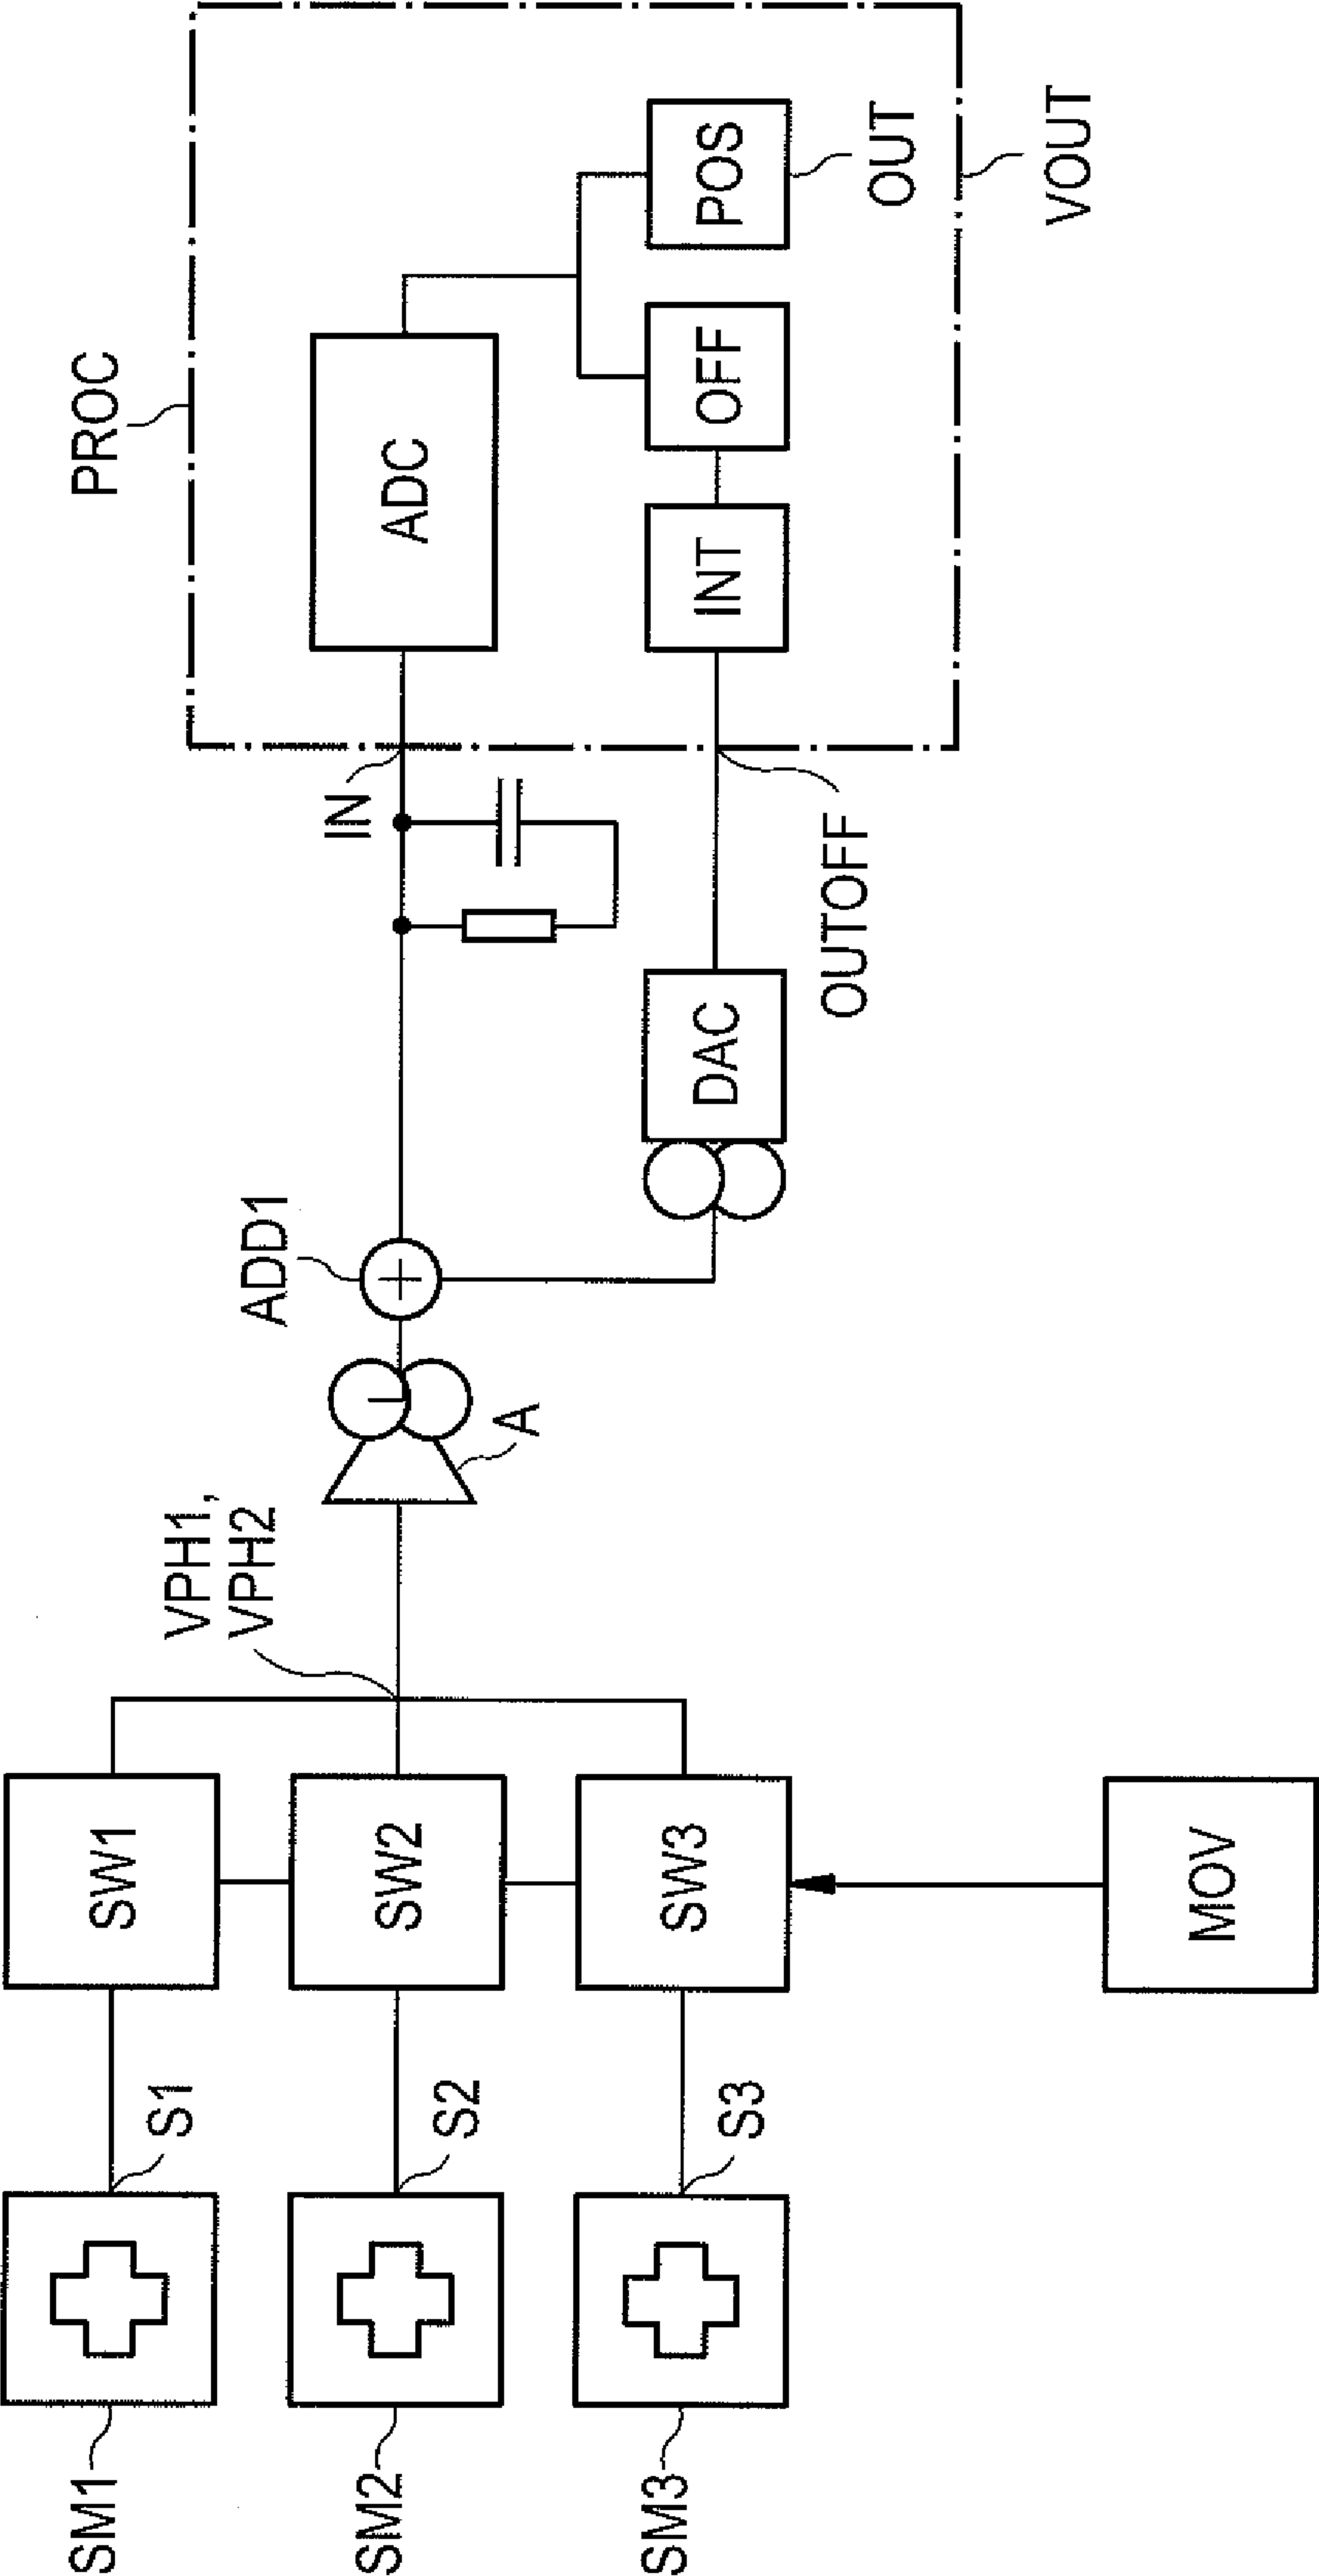 SM1
S1
SW1
SM2
S2
SW2
SM3
S3
SW3
MOV
VPH1,
VPH2
A
ADD1
DAC
OUTOFF
IN
PROC
ADC
INT
OFF
POS
OUT
VOUT